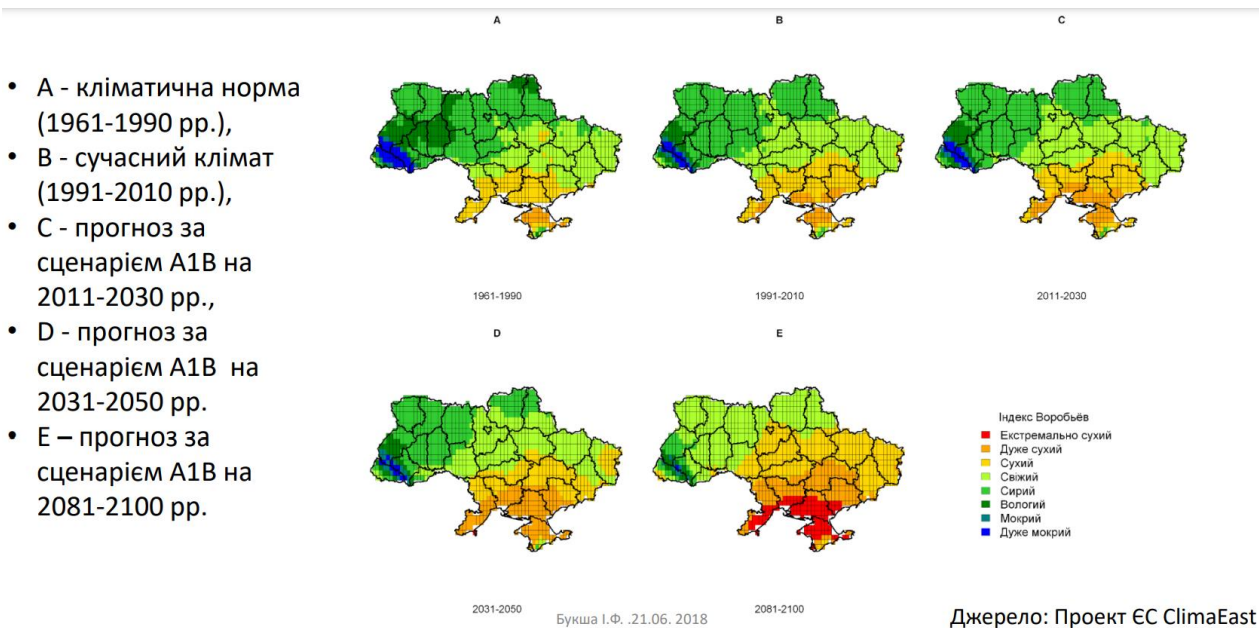 • А - кліматична норма
(1961-1990 рр.),
• В - сучасний клімат
(1991-2010 рр.),
• С - прогноз за
сценарієм А1В на
2011-2030 рр.,
• D - прогноз за
сценарієм А1В на
2031-2050 рр.
• Е – прогноз за
сценарієм А1В на
2081-2100 рр.
A
B
C
1961-1990
1991-2010
2011-2030
D
E
Індекс Воробьёв
Екстремально сухий
Дуже сухий
Сухий
Свіжий
Сирий
Вологий
Мокрий
Дуже мокрий
2031-2050
2081-2100
Букша І.Ф. .21.06. 2018
Джерело: Проект ЄС ClimaEast